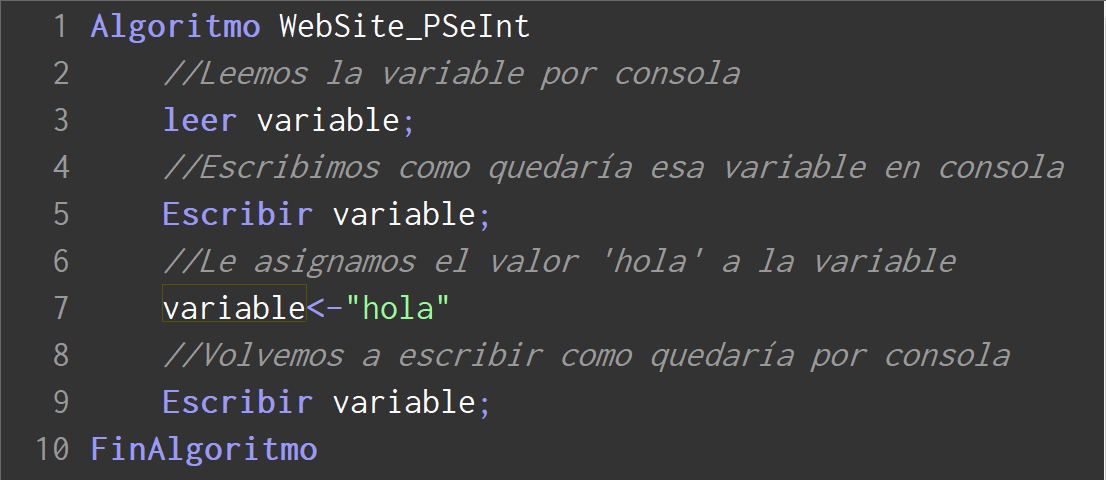 1 Algoritmo WebSite_PSeInt
2 //Leemos la variable por consola
3 leer variable;
4 //Escribimos como quedaría esa variable en consola
5 Escribir variable;
6 //Le asignamos el valor 'hola' a la variable
7 variable<-"hola"
8 //Volvemos a escribir como quedaría por consola
9 Escribir variable;
10 FinAlgoritmo